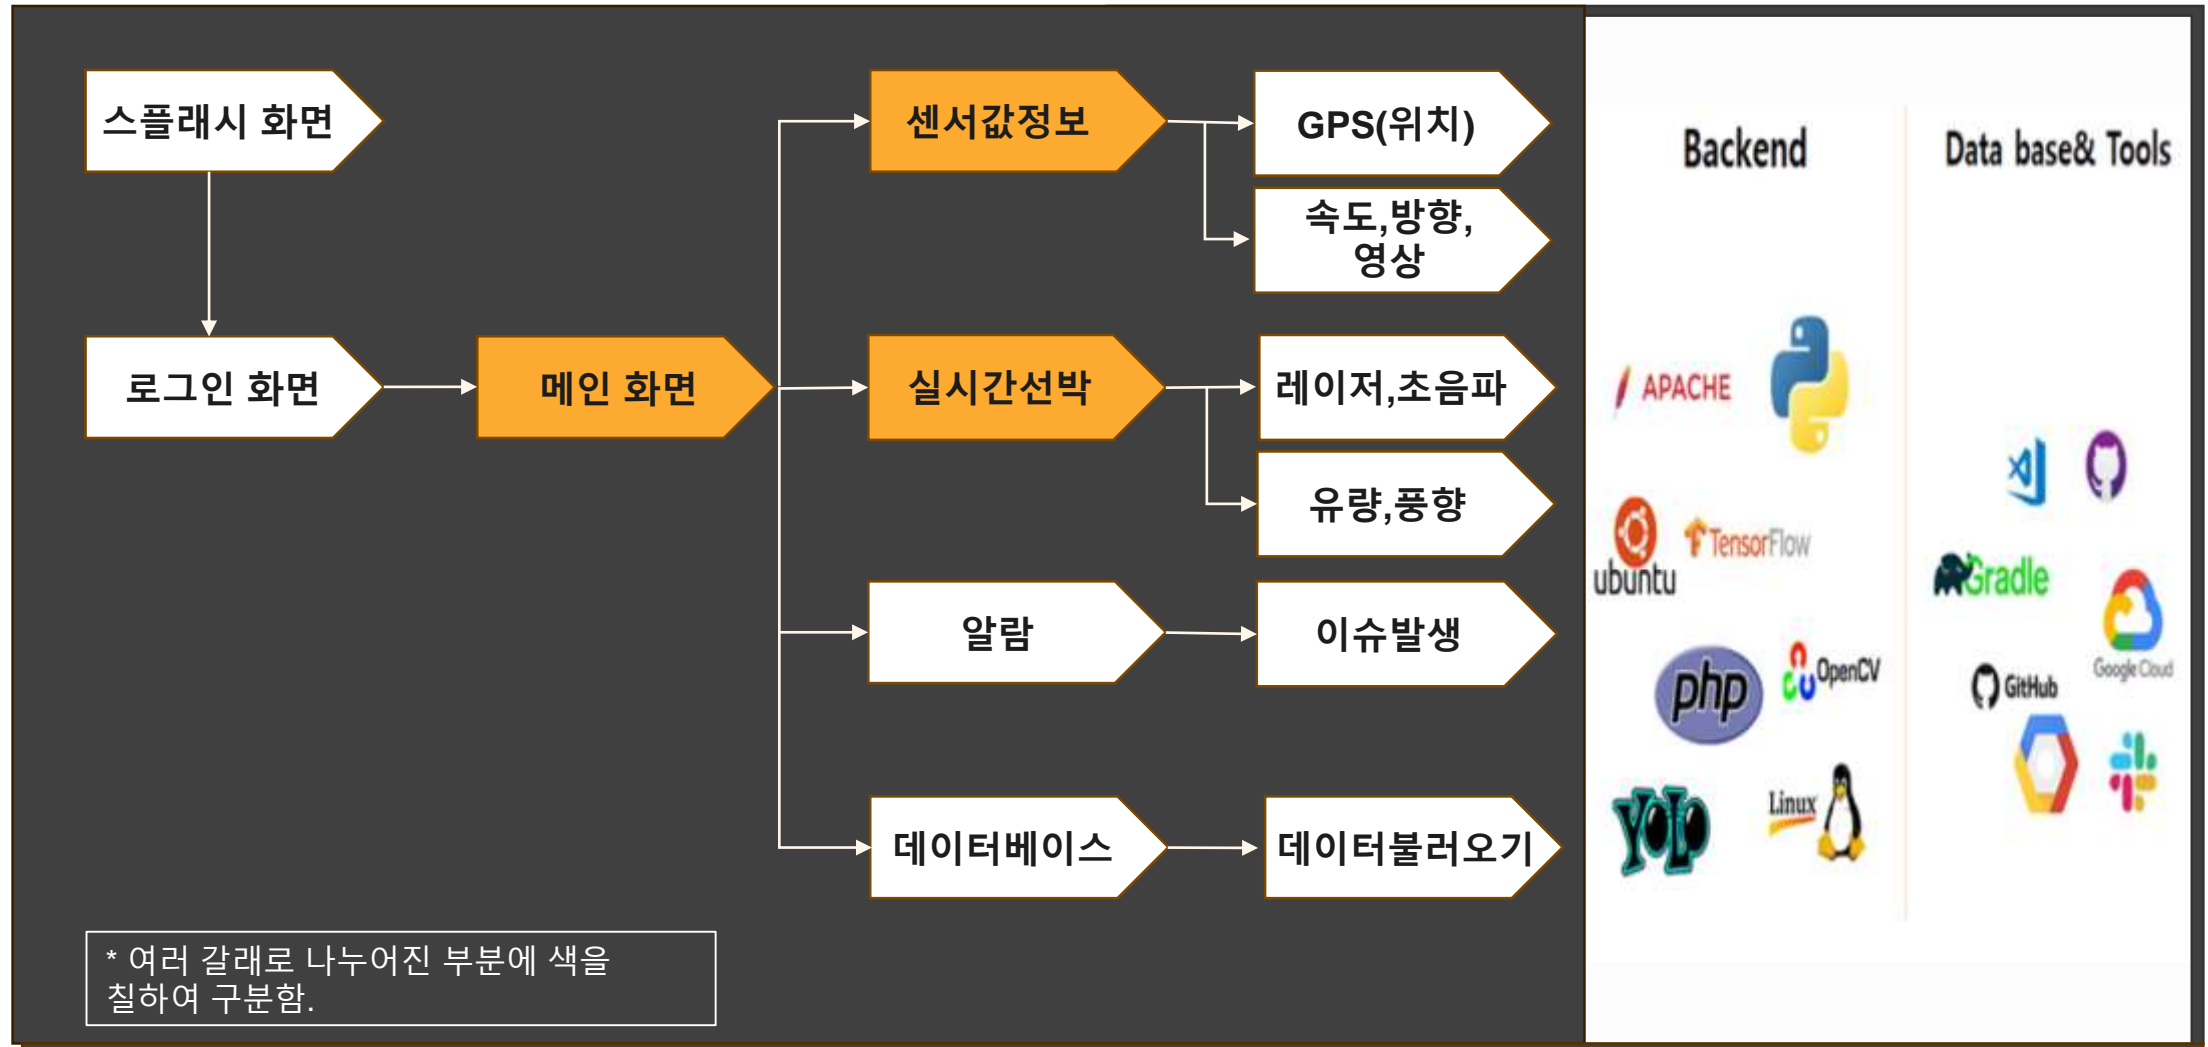 스플래시 화면
로그인 화면
메인 화면
센서값정보
GPS(위치)
속도,방향,
영상
실시간선박
레이저,초음파
유량,풍향
알람
이슈발생
데이터베이스
데이터불러오기
* 여러 갈래로 나누어진 부분에 색을
칠하여 구분함.
Backend
APACHE
ubuntu
TensorFlow
php
OpenCV
YOLO
Linux
Data base& Tools
Gradle
Google Cloud
GitHub